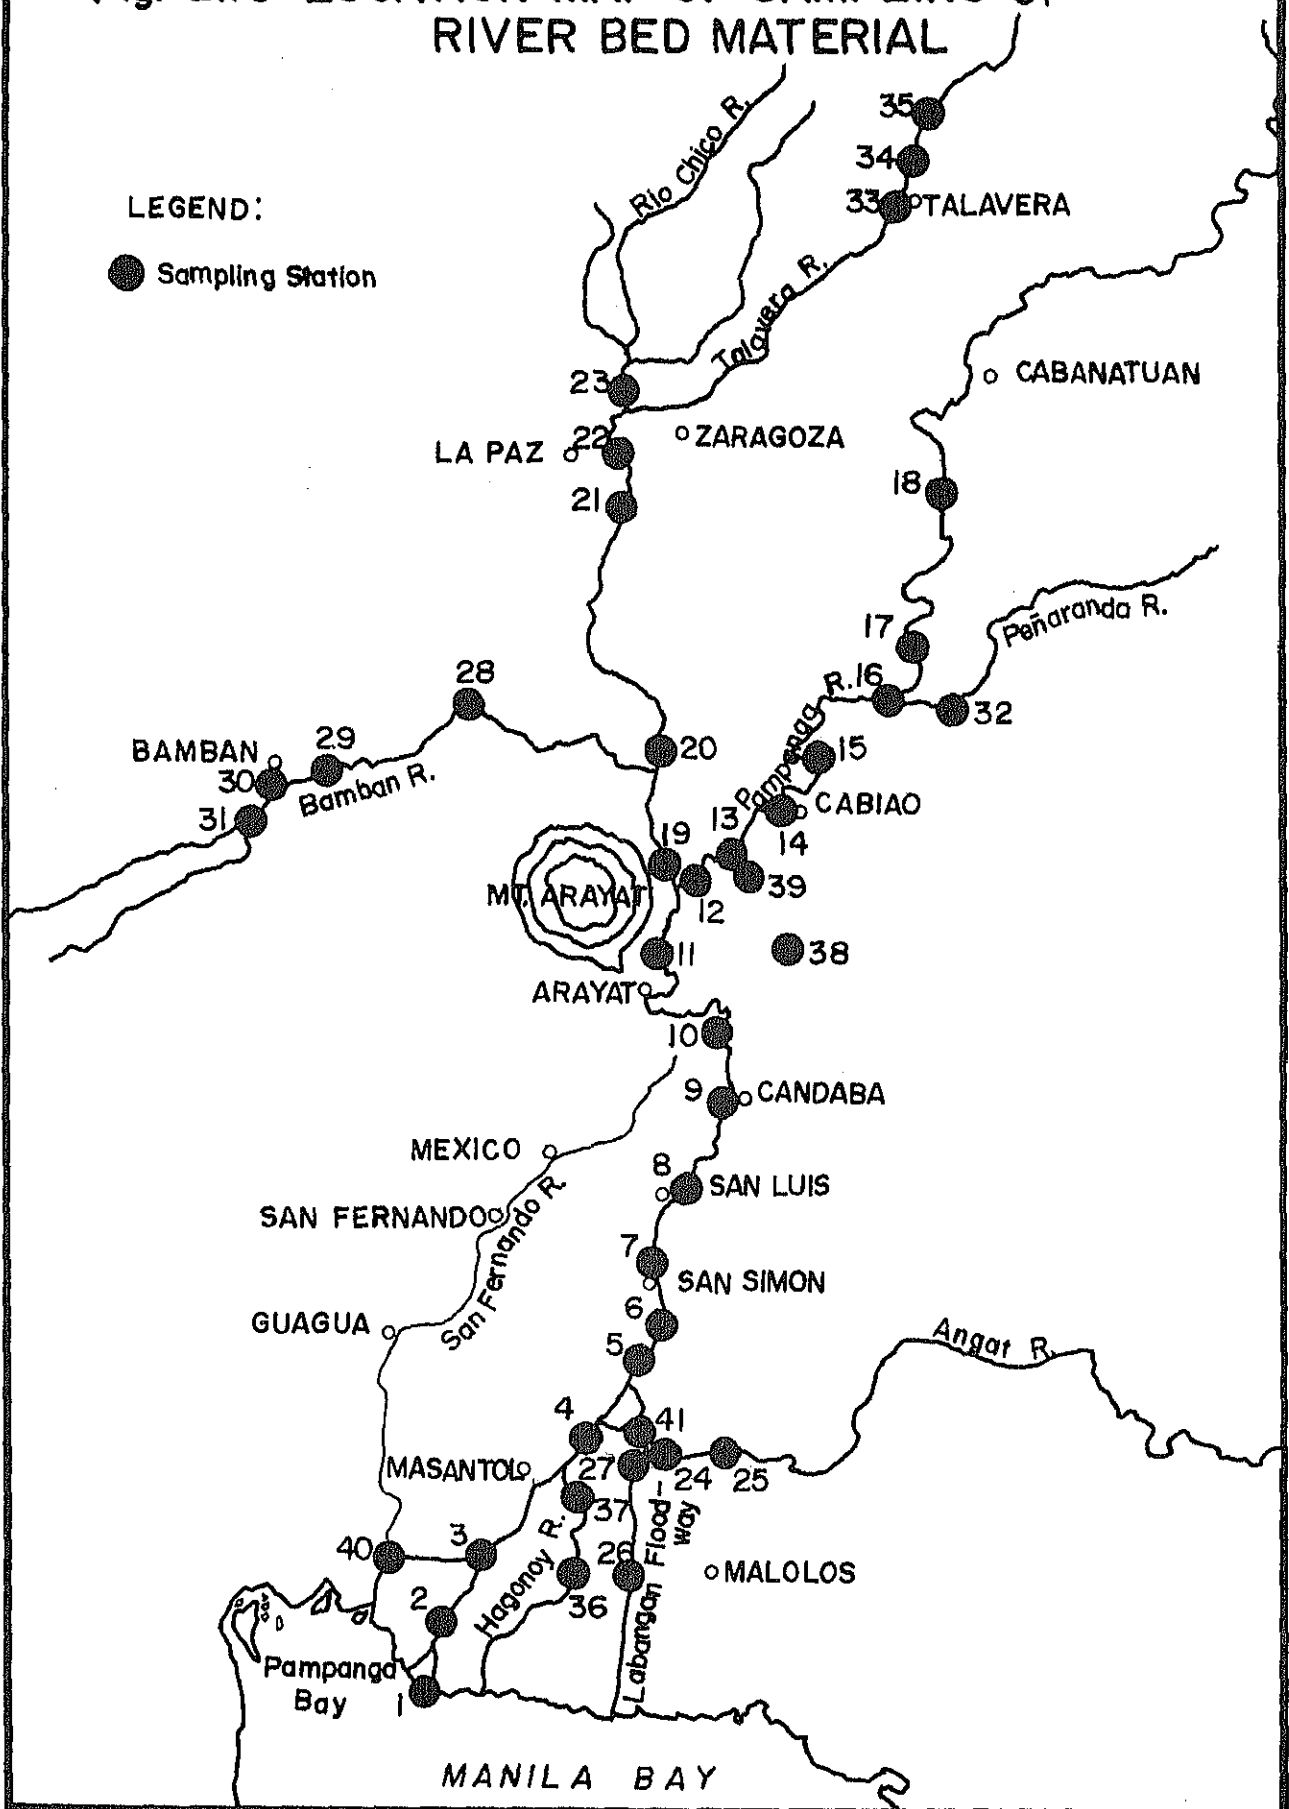 RIVER BED MATERIAL
LEGEND:
Sampling Station
Rio Chico R.
35
34
33
TALAVERA
Talavera R.
23
CABANATUAN
LA PAZ
22
ZARAGOZA
21
18
Peñaranda R.
17
28
R.
16
32
Pampanag
BAMBAN
29
20
15
30
Bamban R.
31
CABIAO
13
14
19
MT. ARAYAT
12
39
11
38
ARAYAT
10
9
CANDABA
MEXICO
8
SAN LUIS
SAN FERNANDO
San Fernando R.
7
SAN SIMON
6
GUAGUA
5
Angat R.
4
41
MASANTOL
27
24
25
37
Labangan Flood-
way
40
3
Hagonoy R.
26
MALOLOS
2
36
Pampanga
Bay
1
MANILA BAY